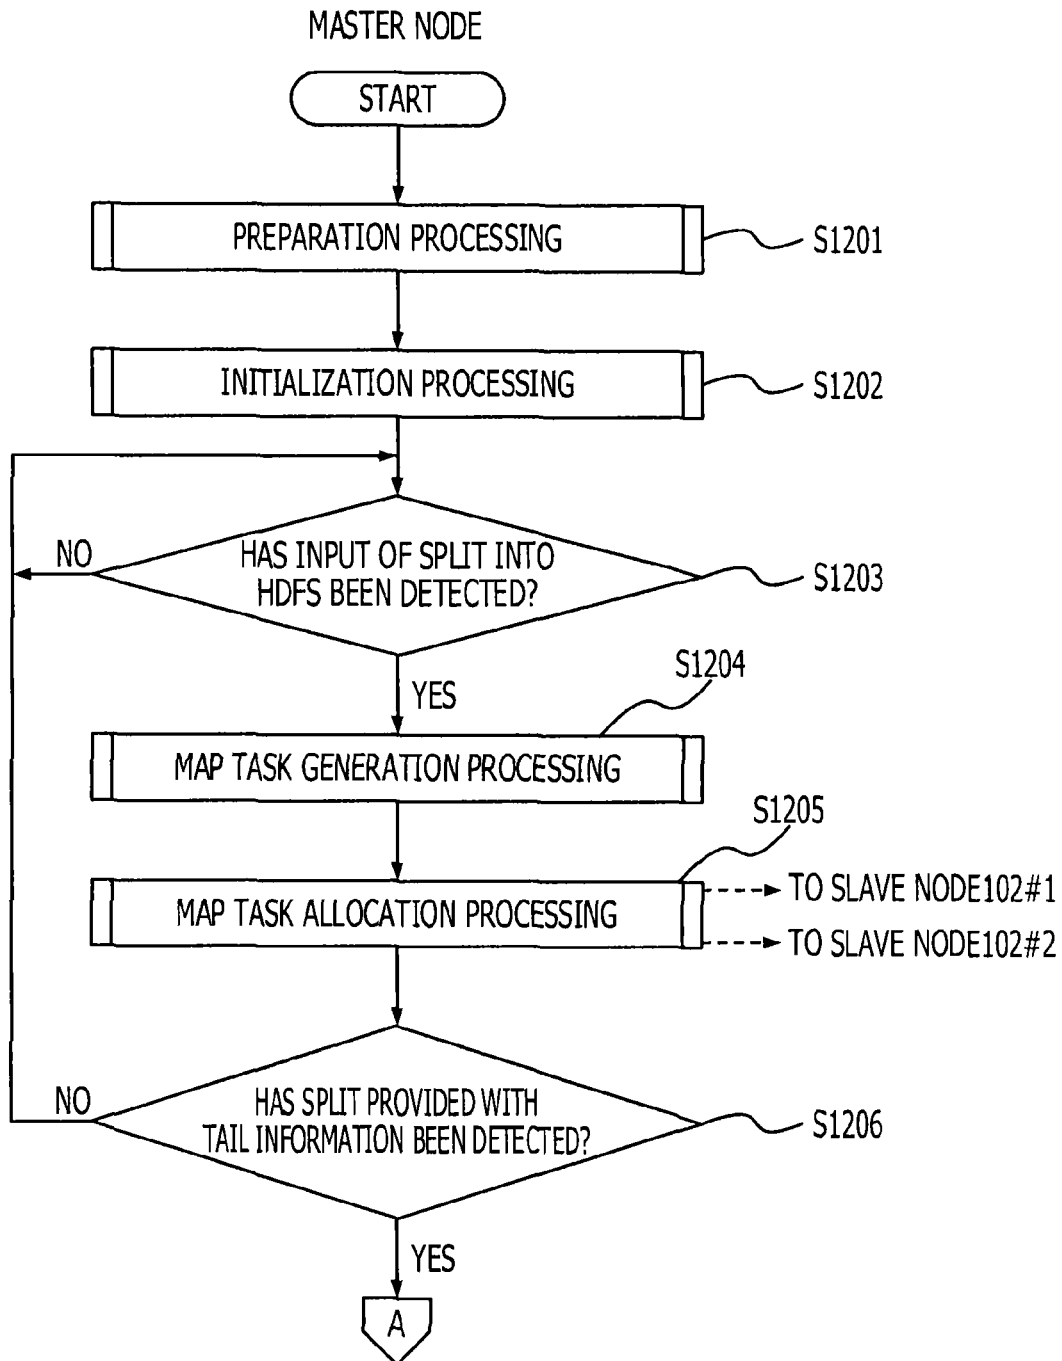 MASTER NODE
START
PREPARATION PROCESSING
S1201
INITIALIZATION PROCESSING
S1202
NO
HAS INPUT OF SPLIT INTO
HDFS BEEN DETECTED?
S1203
YES
S1204
MAP TASK GENERATION PROCESSING
S1205
MAP TASK ALLOCATION PROCESSING
TO SLAVE NODE102#1
TO SLAVE NODE102#2
NO
HAS SPLIT PROVIDED WITH
TAIL INFORMATION BEEN DETECTED?
S1206
YES
A